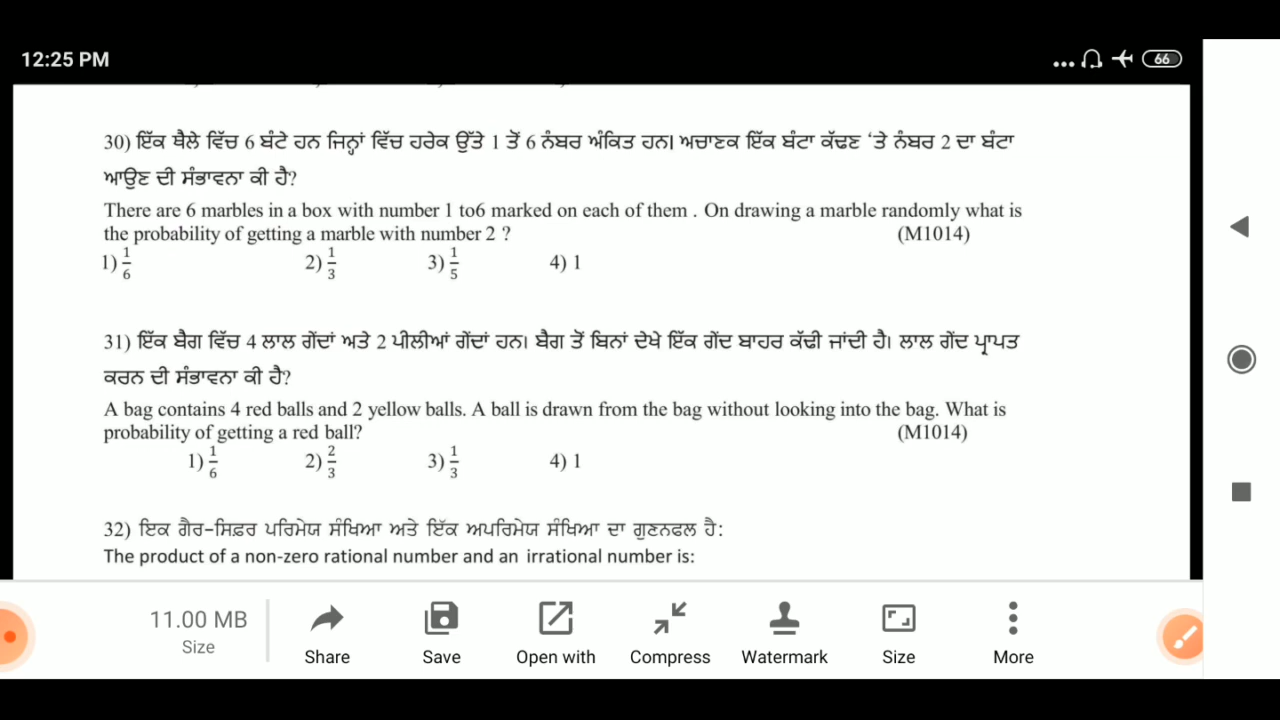 12:25 PM
66
30) ਇੱਕ ਥੈਲੇ ਵਿੱਚ 6 ਬੰਟੇ ਹਨ ਜਿਨ੍ਹਾਂ ਵਿੱਚ ਹਰੇਕ ਉੱਤੇ 1 ਤੋਂ 6 ਨੰਬਰ ਅੰਕਿਤ ਹਨ। ਅਚਾਣਕ ਇੱਕ ਬੰਟਾ ਕੱਢਣ ‘ਤੇ ਨੰਬਰ 2 ਦਾ ਬੰਟਾ
ਆਉਣ ਦੀ ਸੰਭਾਵਨਾ ਕੀ ਹੈ?
There are 6 marbles in a box with number 1 to6 marked on each of them . On drawing a marble randomly what is
the probability of getting a marble with number 2 ? (M1014)
1) 1/6 2) 1/3 3) 1/5 4) 1
31) ਇੱਕ ਬੈਗ ਵਿੱਚ 4 ਲਾਲ ਗੇਂਦਾਂ ਅਤੇ 2 ਪੀਲੀਆਂ ਗੇਂਦਾਂ ਹਨ। ਬੈਗ ਤੋਂ ਬਿਨਾਂ ਦੇਖੇ ਇੱਕ ਗੇਂਦ ਬਾਹਰ ਕੱਢੀ ਜਾਂਦੀ ਹੈ। ਲਾਲ ਗੇਂਦ ਪ੍ਰਾਪਤ
ਕਰਨ ਦੀ ਸੰਭਾਵਨਾ ਕੀ ਹੈ?
A bag contains 4 red balls and 2 yellow balls. A ball is drawn from the bag without looking into the bag. What is
probability of getting a red ball? (M1014)
1) 1/6 2) 2/3 3) 1/3 4) 1
32) ਇਕ ਗੈਰ-ਸਿਫ਼ਰ ਪਰਿਮੇਯ ਸੰਖਿਆ ਅਤੇ ਇੱਕ ਅਪਰਿਮੇਯ ਸੰਖਿਆ ਦਾ ਗੁਣਨਫਲ ਹੈ:
The product of a non-zero rational number and an irrational number is:
11.00 MB
Size
Share Save Open with Compress Watermark Size More